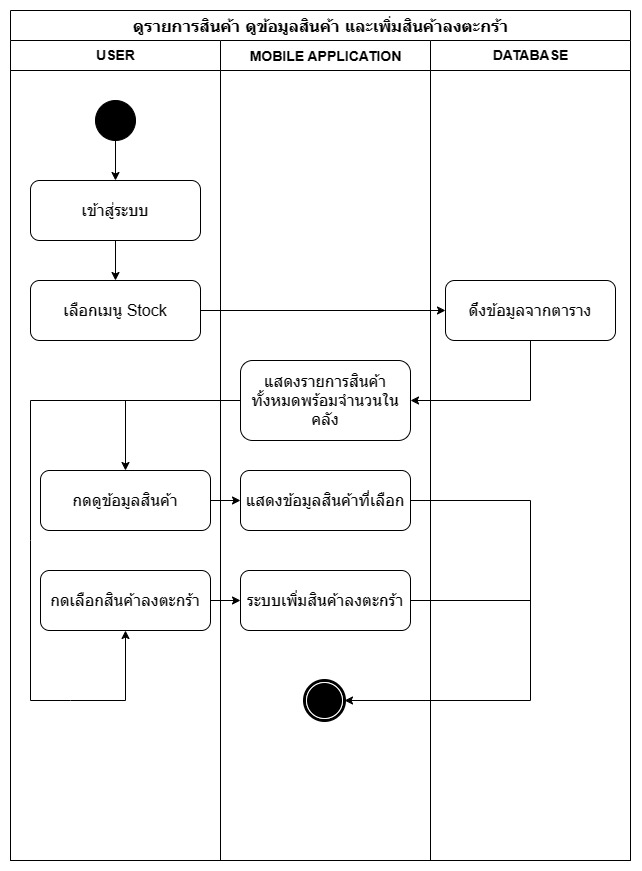 ดูรายการสินค้า ดูข้อมูลสินค้า และเพิ่มสินค้าลงตะกร้า
USER
MOBILE APPLICATION
DATABASE
เข้าสู่ระบบ
เลือกเมนู Stock
ดึงข้อมูลจากตาราง
แสดงรายการสินค้า
ทั้งหมดพร้อมจำนวนใน
คลัง
กดดูข้อมูลสินค้า
แสดงข้อมูลสินค้าที่เลือก
กดเลือกสินค้าลงตะกร้า
ระบบเพิ่มสินค้าลงตะกร้า